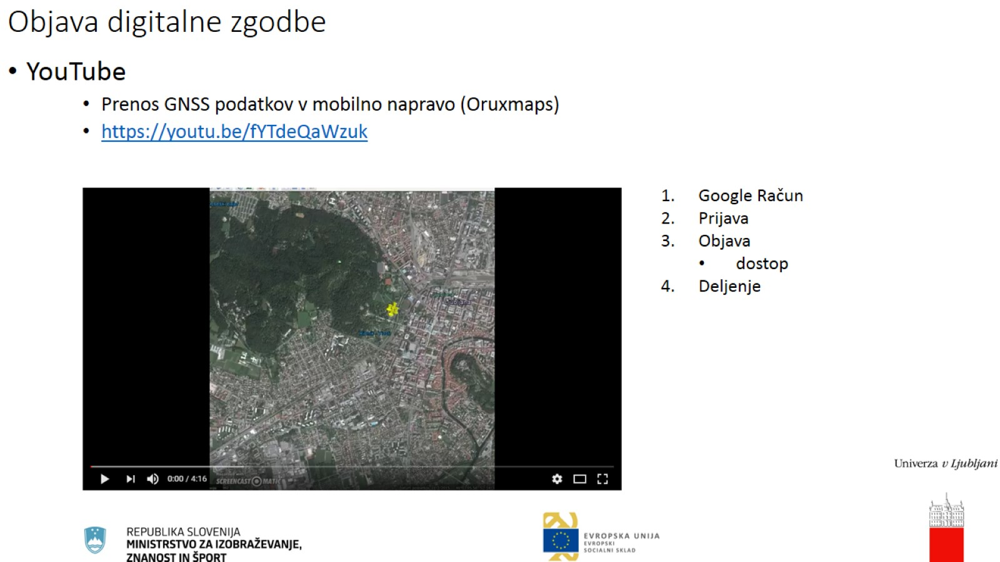 Objava digitalne zgodbe
• YouTube
• Prenos GNSS podatkov v mobilno napravo (Oruxmaps)
• https://youtu.be/fYTdeQaWzuk
Ljubljana
0:00 / 4:16
SCREENCAST-O-MATIC
1. Google Račun
2. Prijava
3. Objava
• dostop
4. Deljenje
Univerza v Ljubljani
REPUBLIKA SLOVENIJA
MINISTRSTVO ZA IZOBRAŽEVANJE,
ZNANOST IN ŠPORT
EVROPSKA UNIJA
EVROPSKI
SOCIALNI SKLAD